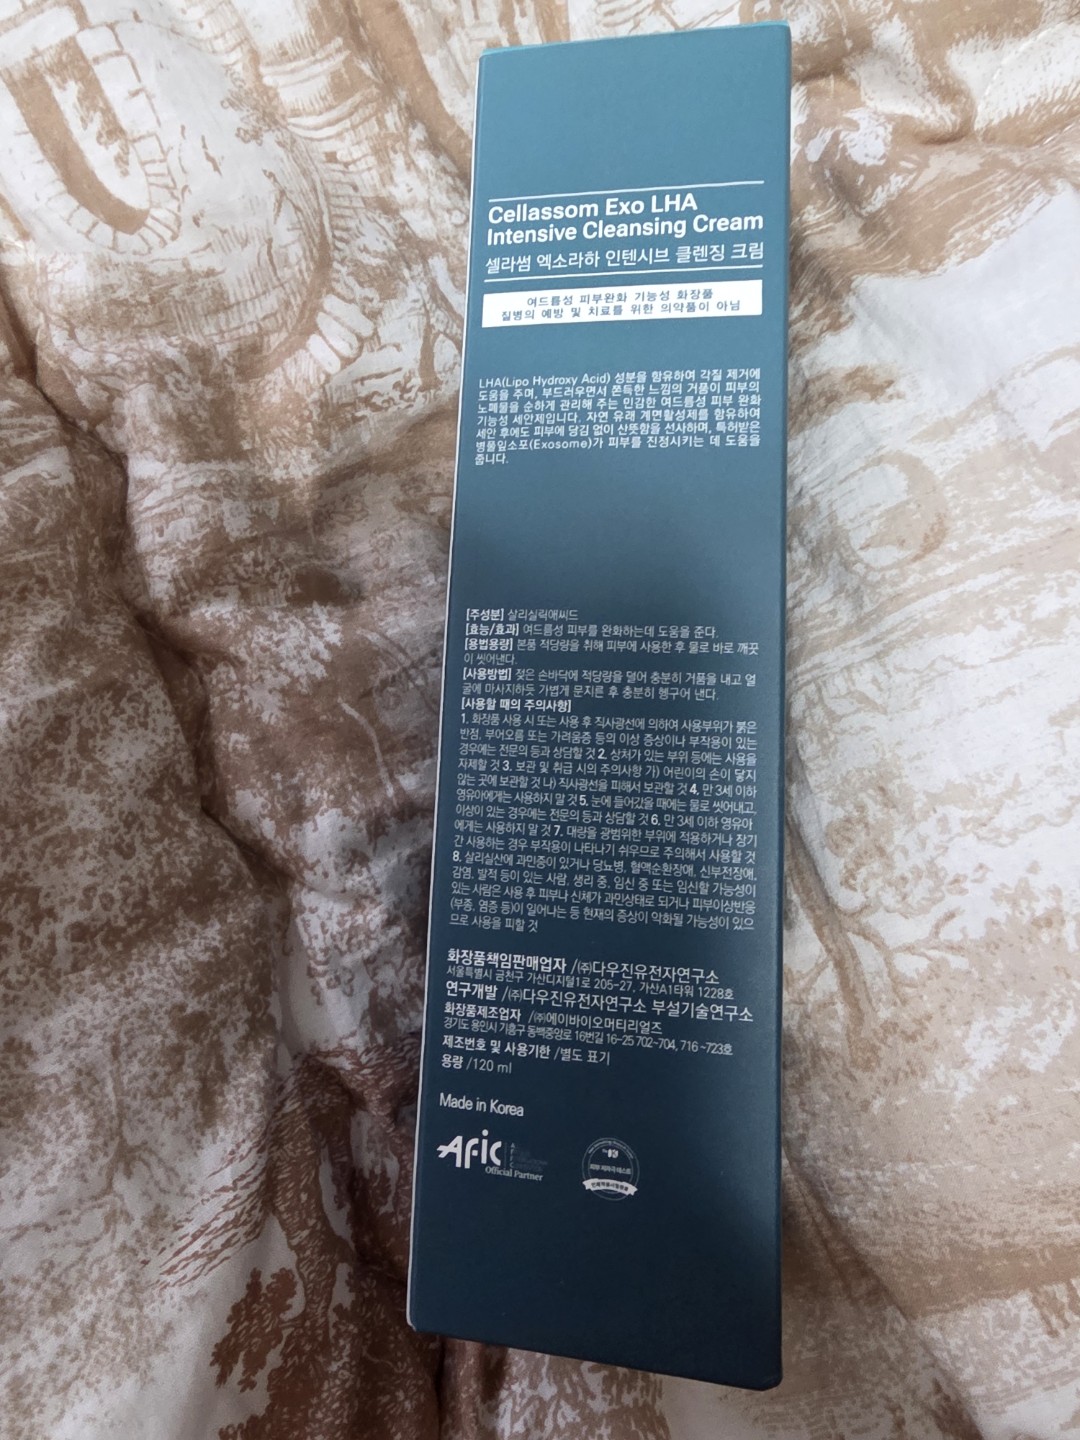 Cellassom Exo LHA
Intensive Cleansing Cream
셀라썸 엑소라하 인텐시브 클렌징 크림
여드름성 피부완화 기능성 화장품
질병의 예방 및 치료를 위한 의약품이 아님
LHA(Lipo Hydroxy Acid) 성분을 함유하여 각질 제거에
도움을 주며, 부드러우면서 쫀득한 느낌의 거품이 피부의
노폐물을 순하게 관리해 주는 민감한 여드름성 피부 완화
기능성 세안제입니다. 자연 유래 계면활성제를 함유하여
세안 후에도 피부에 당김 없이 산뜻함을 선사하며, 특허받은
병풀잎소포(Exosome)가 피부를 진정시키는 데 도움을
줍니다.
[주성분] 살리실릭애씨드
[효능/효과] 여드름성 피부를 완화하는데 도움을 준다.
[용법용량] 본품 적당량을 취해 피부에 사용한 후 물로 바로 깨끗
이 씻어낸다.
[사용방법] 젖은 손바닥에 적당량을 덜어 충분히 거품을 내고 얼
굴에 마사지하듯 가볍게 문지른 후 충분히 헹구어 낸다.
[사용할 때의 주의사항]
1. 화장품 사용 시 또는 사용 후 직사광선에 의하여 사용부위가 붉은
반점, 부어오름 또는 가려움증 등의 이상 증상이나 부작용이 있는
경우에는 전문의 등과 상담할 것 2. 상처가 있는 부위 등에는 사용을
자제할 것 3. 보관 및 취급 시의 주의사항 가) 어린이의 손이 닿지
않는 곳에 보관할 것 나) 직사광선을 피해서 보관할 것 4. 만 3세 이하
영유아에게는 사용하지 말 것 5. 눈에 들어갔을 때에는 물로 씻어내고,
이상이 있는 경우에는 전문의 등과 상담할 것 6. 만 3세 이하 영유아
에게는 사용하지 말 것 7. 대량을 광범위한 부위에 적용하거나 장기
간 사용하는 경우 부작용이 나타나기 쉬우므로 주의해서 사용할 것
8. 살리실산에 과민증이 있거나 당뇨병, 혈액순환장애, 신부전장애,
감염, 발적 등이 있는 사람, 생리 중, 임신 중 또는 임신할 가능성이
있는 사람은 사용 후 피부나 신체가 과민상태로 되거나 피부이상반응
(부종, 염증 등)이 일어나는 등 현재의 증상이 악화될 가능성이 있으
므로 사용을 피할 것
화장품책임판매업자 /㈜다우진유전자연구소
서울특별시 금천구 가산디지털1로 205-27, 가산A1타워 1228호
연구개발 /㈜다우진유전자연구소 부설기술연구소
화장품제조업자 /㈜에이바이오머티리얼즈
경기도 용인시 기흥구 동백중앙로 16번길 16-25 702~704, 716 ~723호
제조번호 및 사용기한 /별도 표기
용량 /120 ml
Made in Korea
Afic
Official Partner
피부 저자극 테스트